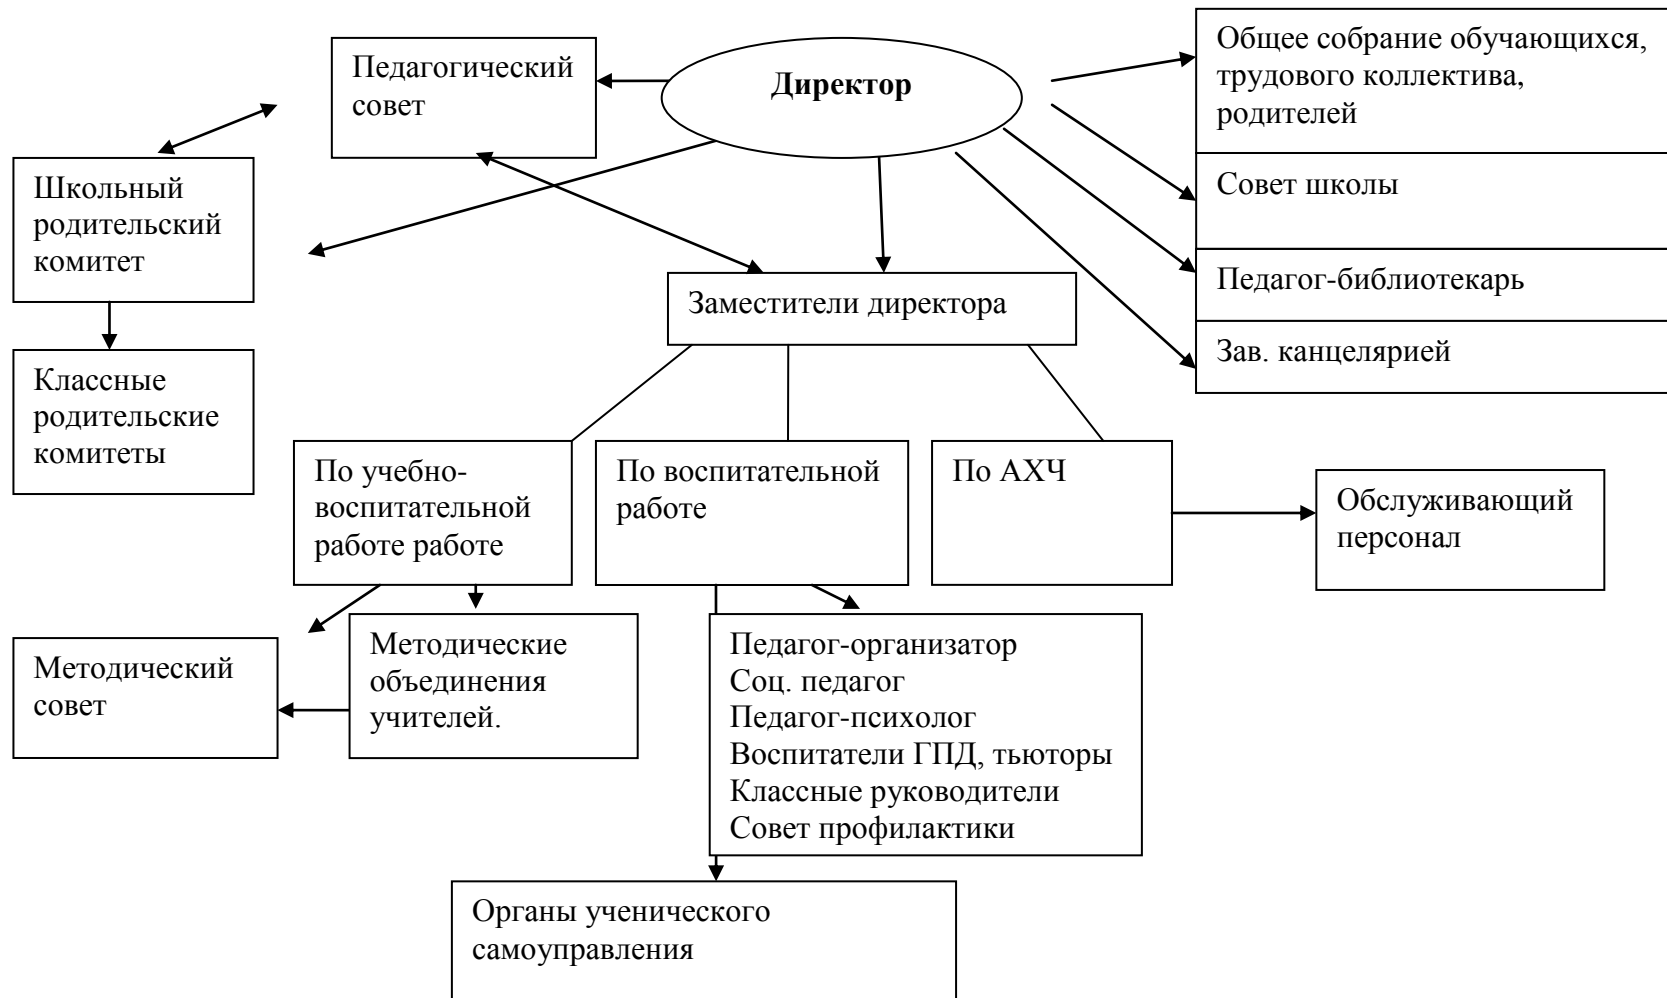 Педагогический
совет
Директор
Общее собрание обучающихся,
трудового коллектива,
родителей
Школьный
родительский
комитет
Совет школы
Педагог-библиотекарь
Заместители директора
Зав. канцелярией
Классные
родительские
комитеты
По учебно-
воспитательной
работе работе
По воспитательной
работе
По АХЧ
Обслуживающий
персонал
Методический
совет
Методические
объединения
учителей.
Педагог-организатор
Соц. педагог
Педагог-психолог
Воспитатели ГПД, тьюторы
Классные руководители
Совет профилактики
Органы ученического
самоуправления